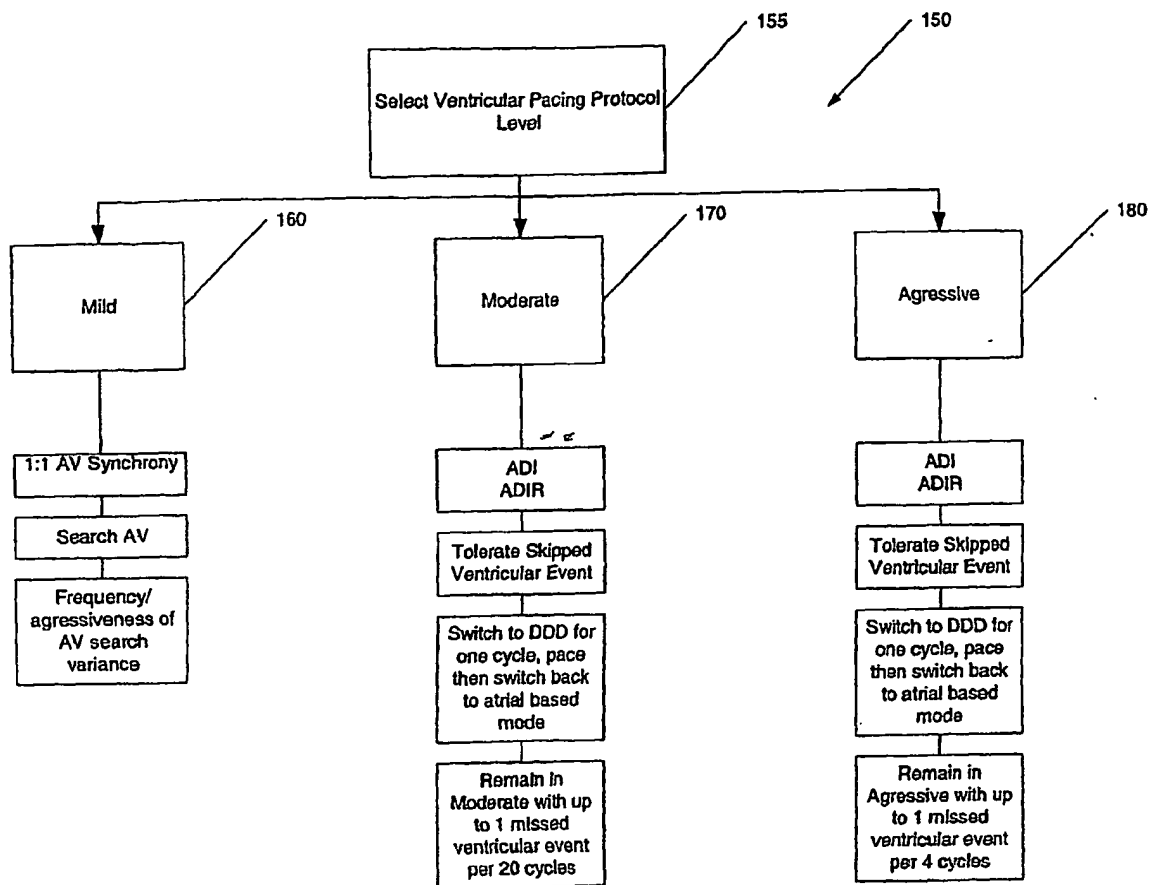 155
150
Select Ventricular Pacing Protocol
Level
160
170
180
Mild
Moderate
Agressive
1:1 AV Synchrony
Search AV
Frequency/
agressiveness of
AV search
variance
ADI
ADIR
Tolerate Skipped
Ventricular Event
Switch to DDD for
one cycle, pace
then switch back
to atrial based
mode
Remain in
Moderate with up
to 1 missed
ventricular event
per 20 cycles
ADI
ADIR
Tolerate Skipped
Ventricular Event
Switch to DDD for
one cycle, pace
then switch back
to atrial based
mode
Remain in
Agressive with up
to 1 missed
ventricular event
per 4 cycles